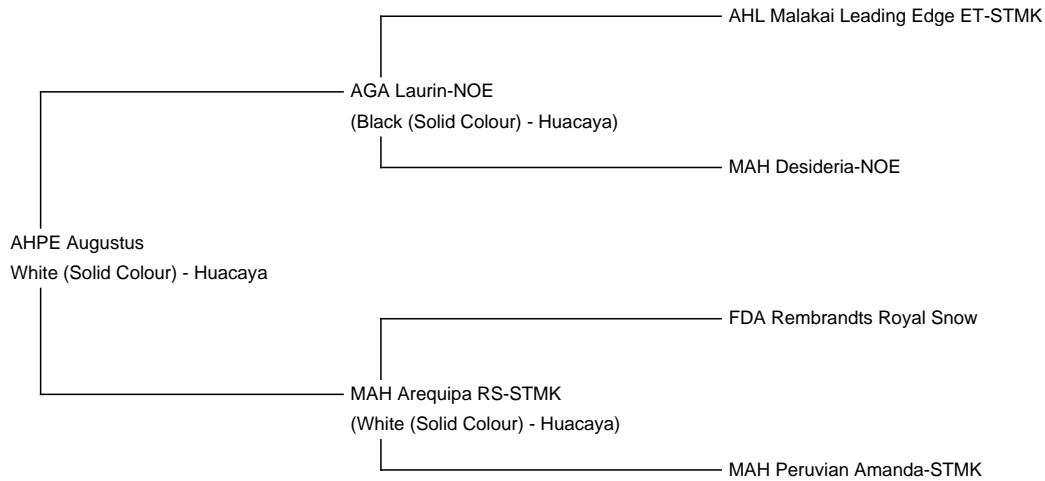 AHL Malakai Leading Edge ET-STMK
AGA Laurin-NOE
(Black (Solid Colour) - Huacaya)
MAH Desideria-NOE
AHPE Augustus
White (Solid Colour) - Huacaya
FDA Rembrandts Royal Snow
MAH Arequipa RS-STMK
(White (Solid Colour) - Huacaya)
MAH Peruvian Amanda-STMK